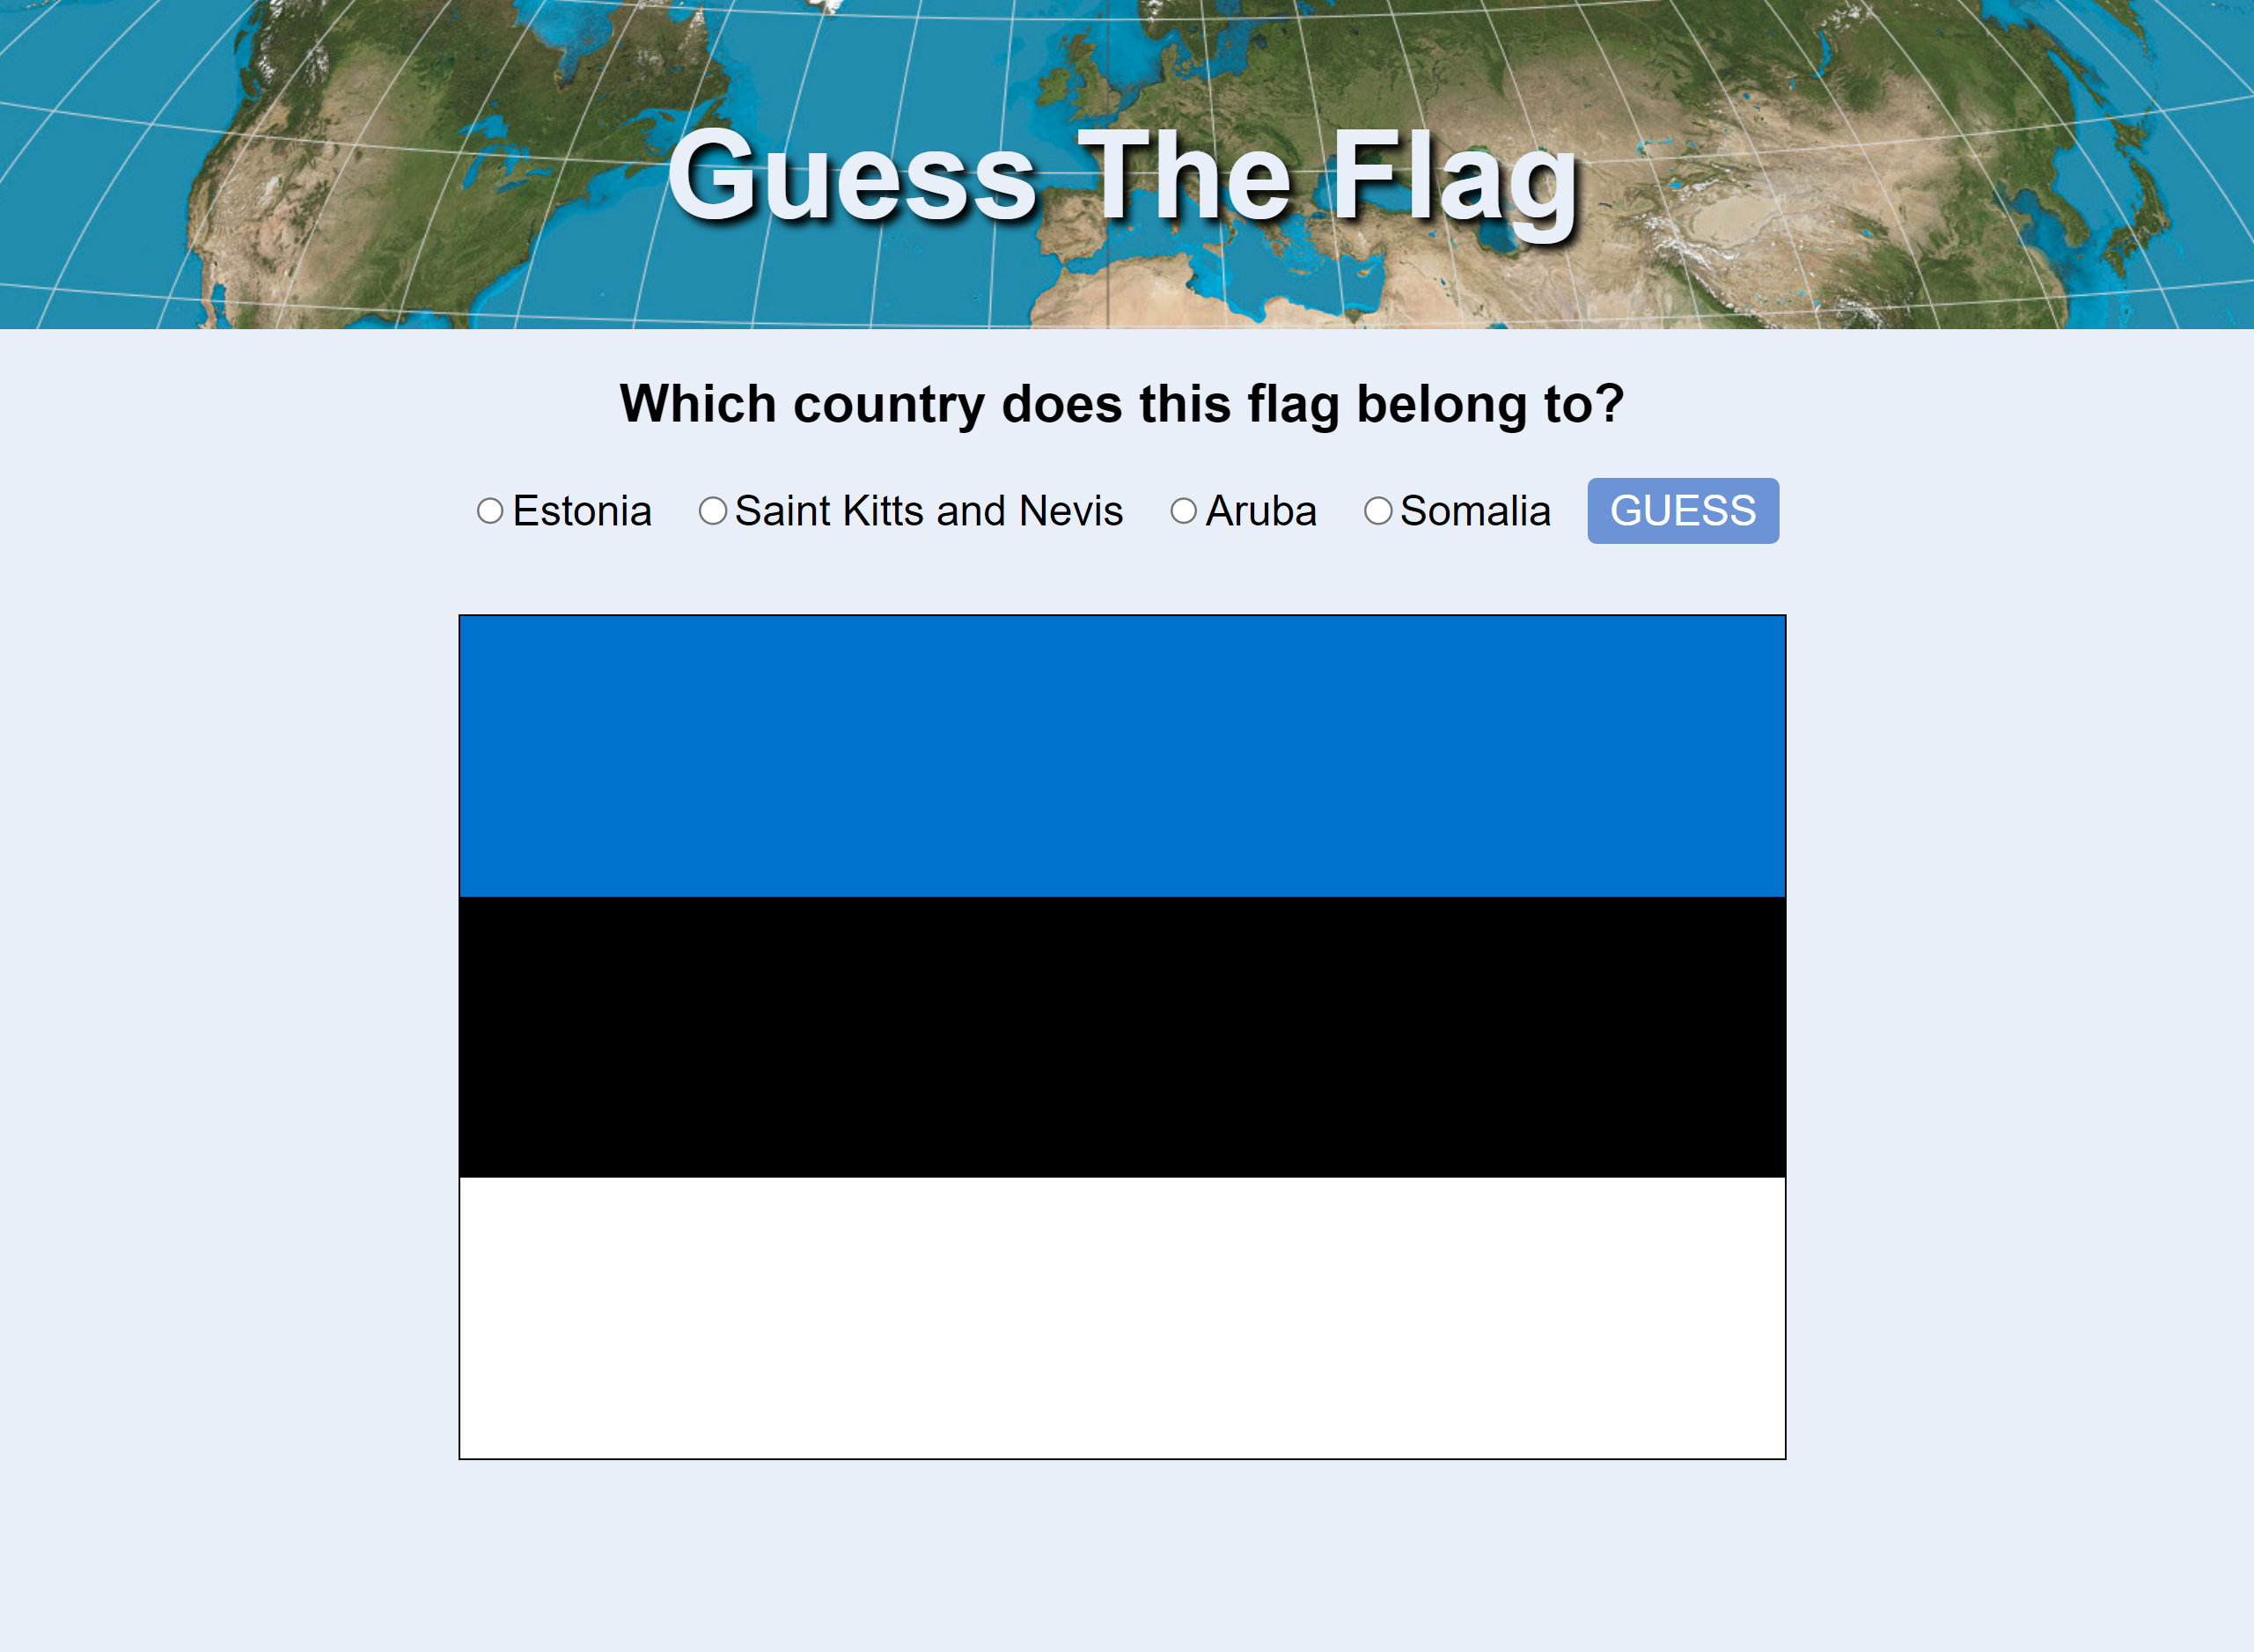 Guess The Flag
Which country does this flag belong to?
Estonia Saint Kitts and Nevis Aruba Somalia GUESS